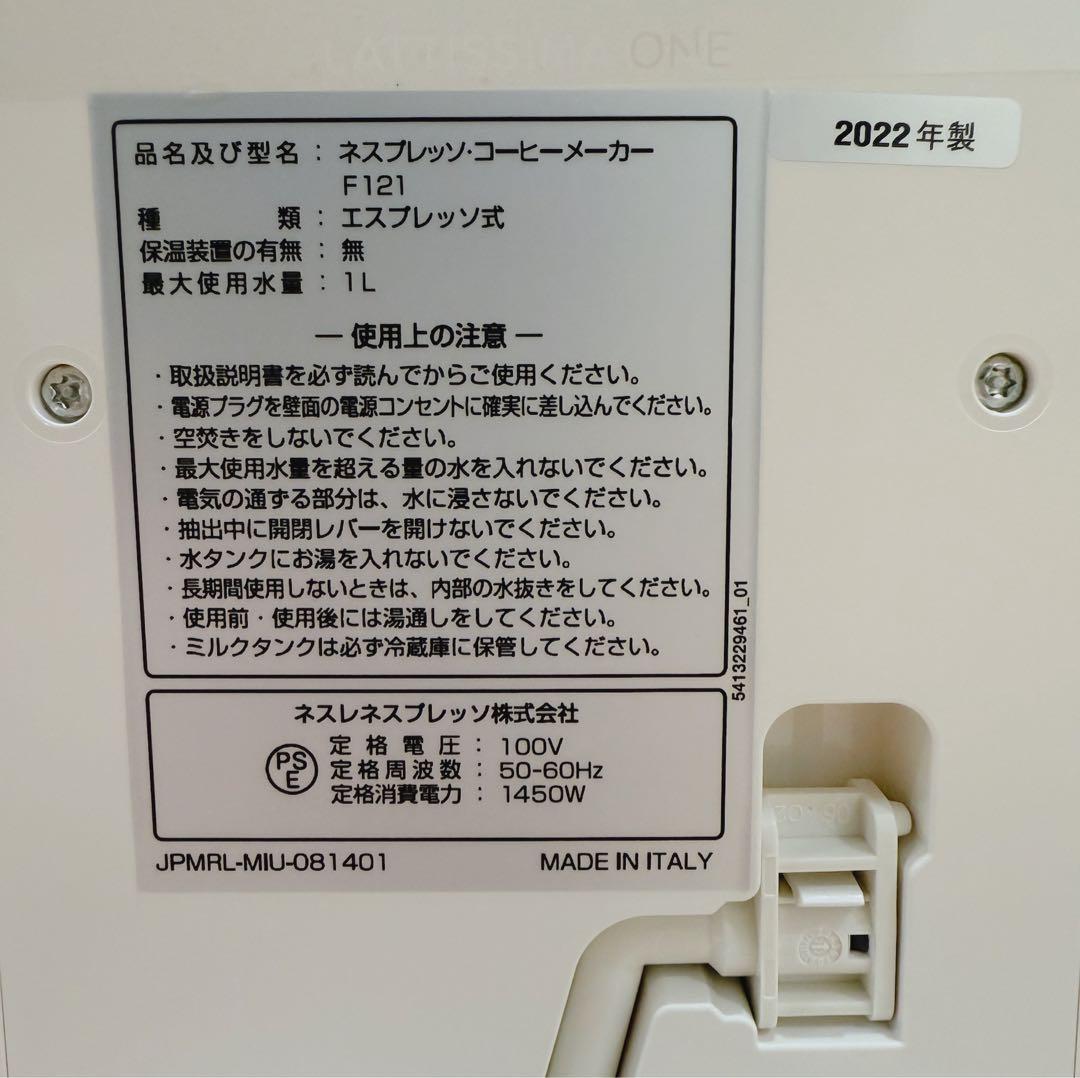 LATTISSIMA ONE
2022年製
品名及び型名 : ネスプレッソ・コーヒーメーカー
F121
種類 : エスプレッソ式
保温装置の有無 : 無
最大使用水量 : 1L
— 使用上の注意 —
・取扱説明書を必ず読んでからご使用ください。
・電源プラグを壁面の電源コンセントに確実に差し込んでください。
・空焚きをしないでください。
・最大使用水量を超える量の水を入れないでください。
・電気の通ずる部分は、水に浸さないでください。
・抽出中に開閉レバーを開けないでください。
・水タンクにお湯を入れないでください。
・長期間使用しないときは、内部の水抜きをしてください。
・使用前・使用後には湯通しをしてください。
・ミルクタンクは必ず冷蔵庫に保管してください。
5413229461_01
ネスレネスプレッソ株式会社
PS
E
定格電圧 : 100V
定格周波数 : 50-60Hz
定格消費電力 : 1450W
JPMRL-MIU-081401
MADE IN ITALY